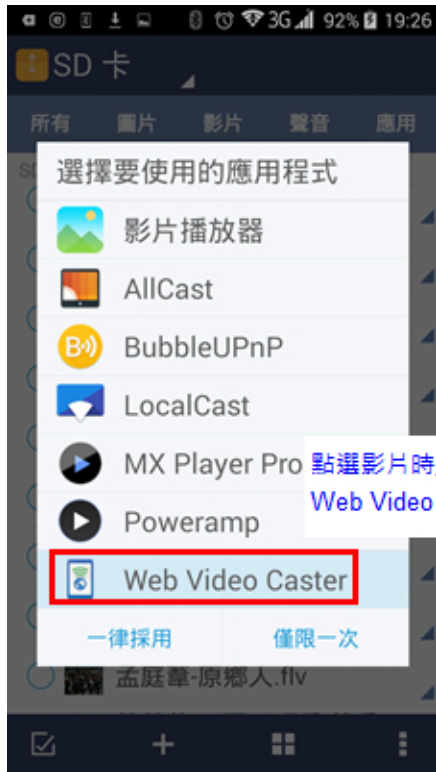 3G 92% 19:26
SD 卡
所有 圖片 影片 聲音 應用
選擇要使用的應用程式
影片播放器
AllCast
BubbleUPnP
LocalCast
MX Player Pro
點選影片時
Web Video
Poweramp
Web Video Caster
一律採用 僅限一次
孟庭葦-原鄉人.flv